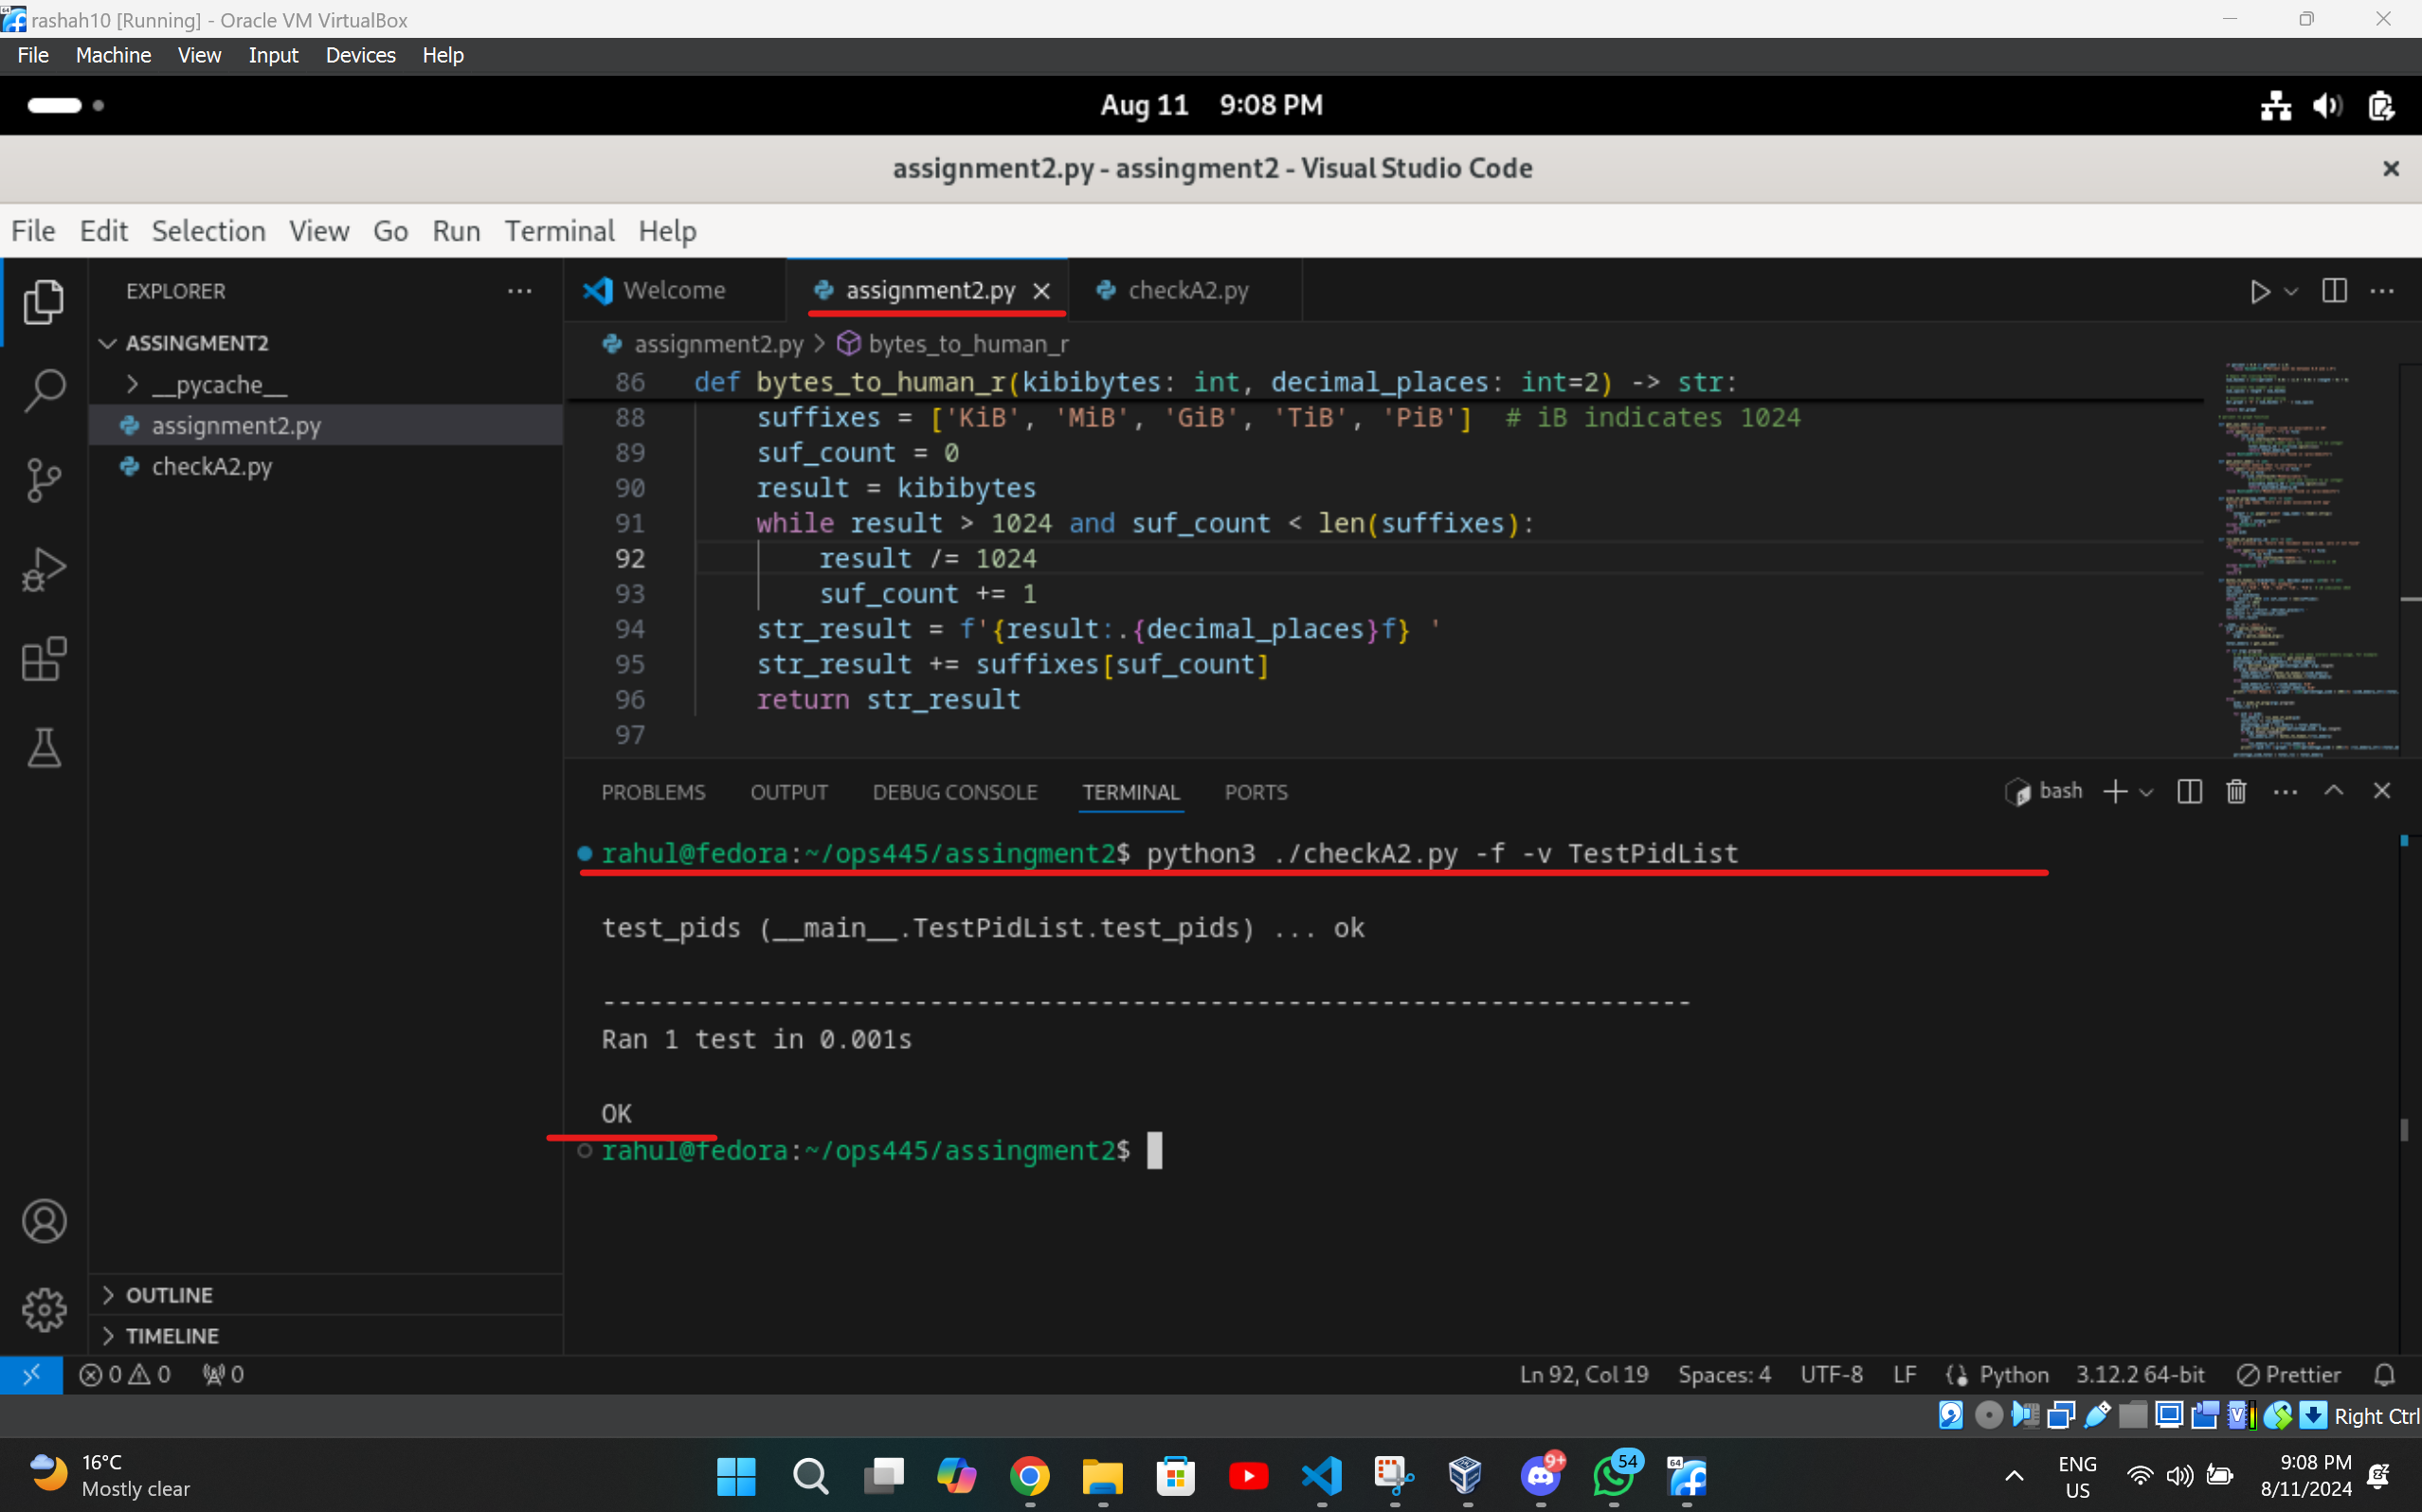 rashah10 [Running] - Oracle VM VirtualBox
File Machine View Input Devices Help
Aug 11 9:08 PM
assignment2.py - assingment2 - Visual Studio Code
File Edit Selection View Go Run Terminal Help
EXPLORER
ASSINGMENT2
__pycache__
assignment2.py
checkA2.py
OUTLINE
TIMELINE
Welcome
assignment2.py
checkA2.py
assignment2.py > bytes_to_human_r
86 def bytes_to_human_r(kibibytes: int, decimal_places: int=2) -> str:
88 suffixes = ['KiB', 'MiB', 'GiB', 'TiB', 'PiB']  # iB indicates 1024
89 suf_count = 0
90 result = kibibytes
91 while result > 1024 and suf_count < len(suffixes):
92 result /= 1024
93 suf_count += 1
94 str_result = f'{result:.{decimal_places}f} '
95 str_result += suffixes[suf_count]
96 return str_result
97
PROBLEMS OUTPUT DEBUG CONSOLE TERMINAL PORTS
bash
rahul@fedora:~/ops445/assingment2$ python3 ./checkA2.py -f -v TestPidList
test_pids (__main__.TestPidList.test_pids) ... ok
----------------------------------------------------------------------
Ran 1 test in 0.001s
OK
rahul@fedora:~/ops445/assingment2$
0 0 0
Ln 92, Col 19 Spaces: 4 UTF-8 LF Python 3.12.2 64-bit Prettier
Right Ctrl
16°C
Mostly clear
9+
54
64
ENG
US
9:08 PM
8/11/2024